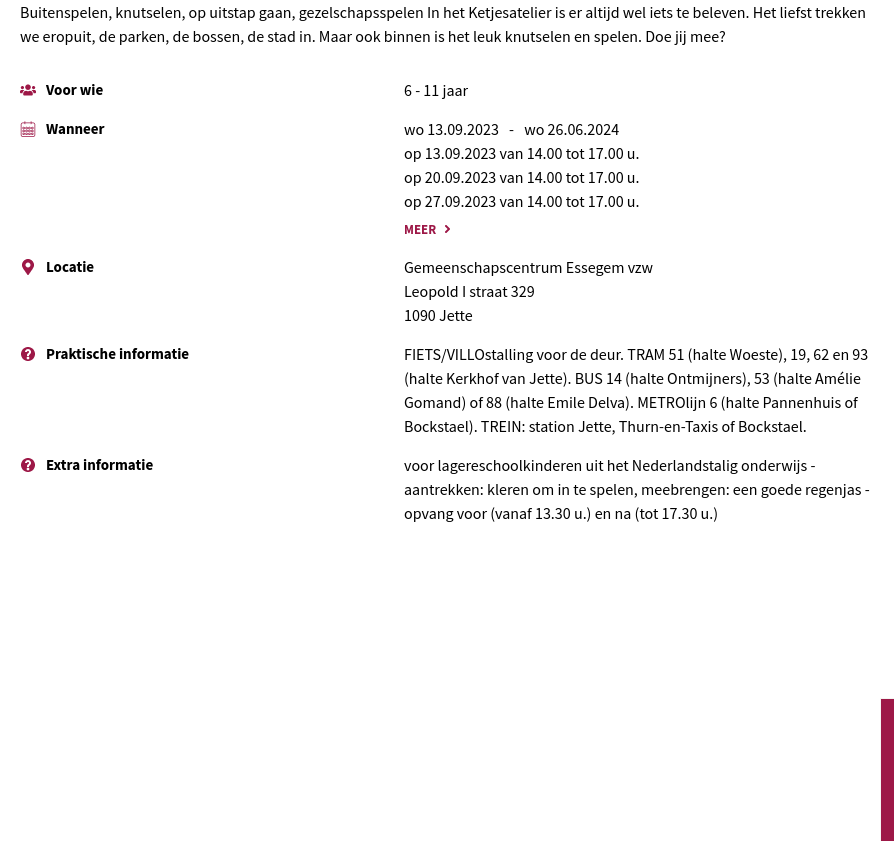 Buitenspelen, knutselen, op uitstap gaan, gezelschapsspelen In het Ketjesatelier is er altijd wel iets te beleven. Het liefst trekken
we eropuit, de parken, de bossen, de stad in. Maar ook binnen is het leuk knutselen en spelen. Doe jij mee?
Voor wie
6 - 11 jaar
Wanneer
wo 13.09.2023 - wo 26.06.2024
op 13.09.2023 van 14.00 tot 17.00 u.
op 20.09.2023 van 14.00 tot 17.00 u.
op 27.09.2023 van 14.00 tot 17.00 u.
MEER
Locatie
Gemeenschapscentrum Essegem vzw
Leopold I straat 329
1090 Jette
Praktische informatie
FIETS/VILLOstalling voor de deur. TRAM 51 (halte Woeste), 19, 62 en 93
(halte Kerkhof van Jette). BUS 14 (halte Ontmijners), 53 (halte Amélie
Gomand) of 88 (halte Emile Delva). METROlijn 6 (halte Pannenhuis of
Bockstael). TREIN: station Jette, Thurn-en-Taxis of Bockstael.
Extra informatie
voor lagereschoolkinderen uit het Nederlandstalig onderwijs -
aantrekken: kleren om in te spelen, meebrengen: een goede regenjas -
opvang voor (vanaf 13.30 u.) en na (tot 17.30 u.)